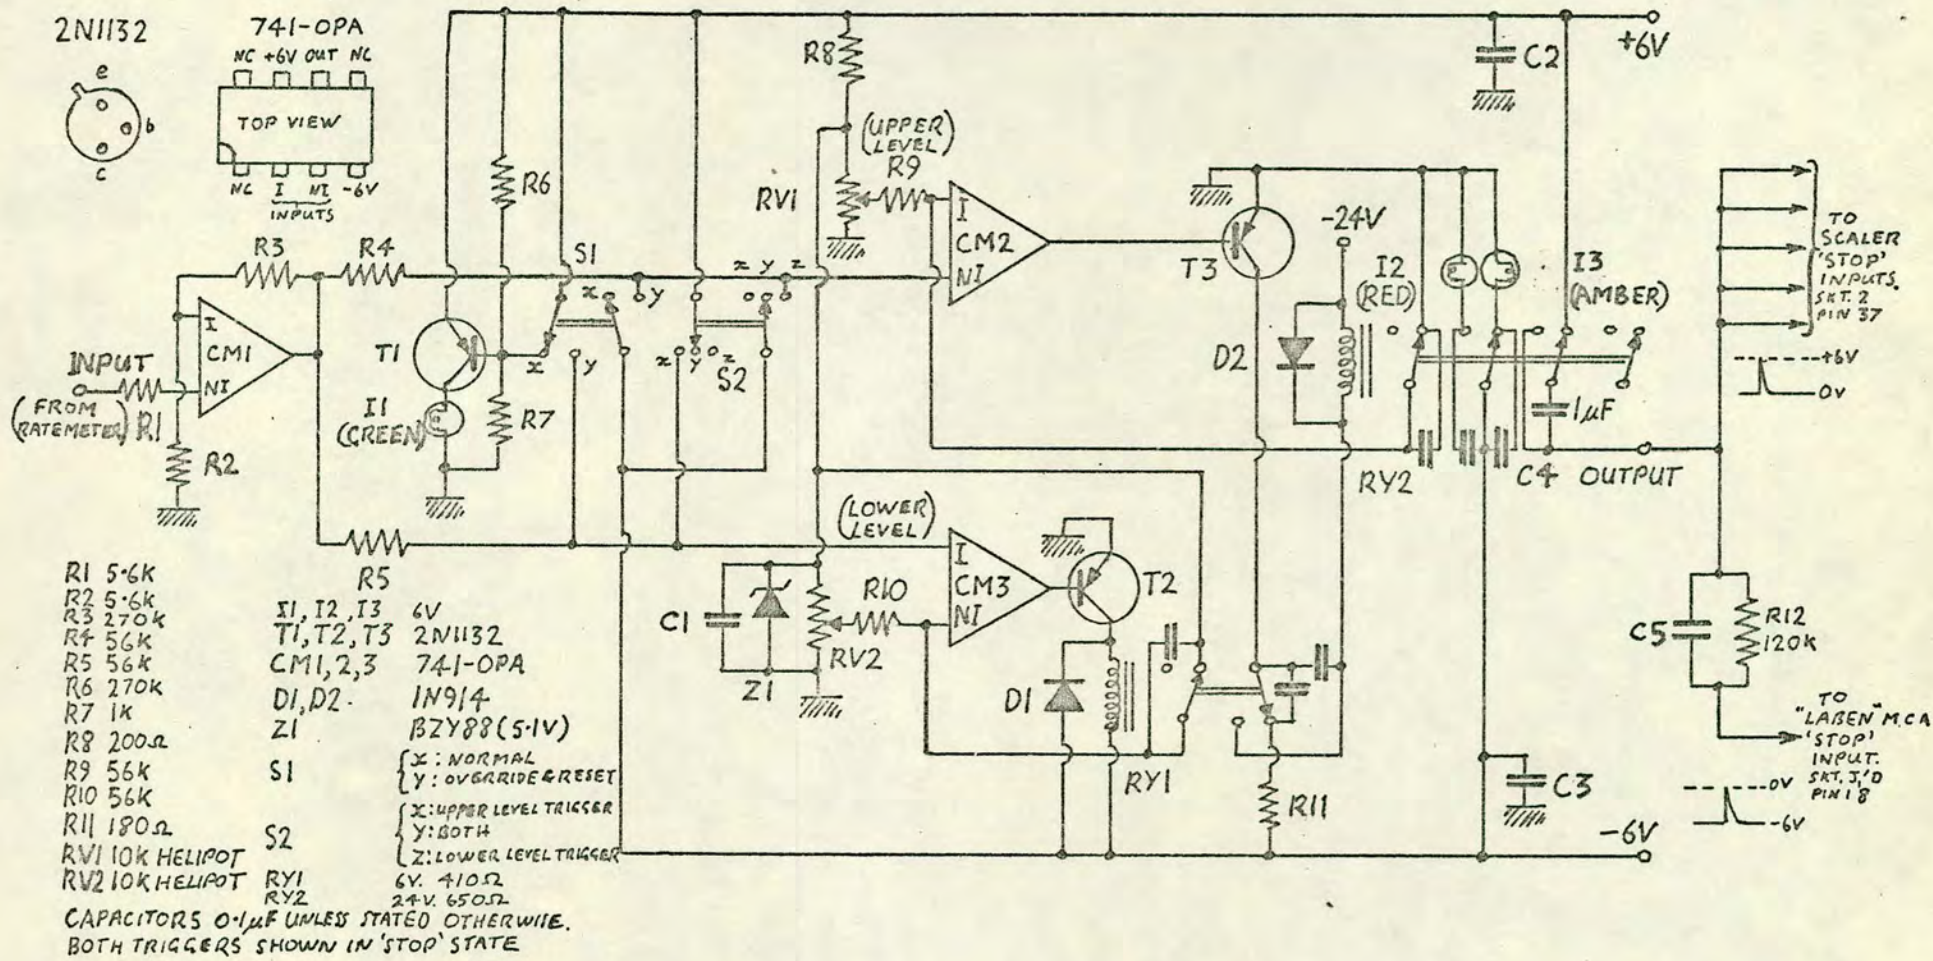 2N1132
e
b
c
741-OPA
NC +6V OUT NC
TOP VIEW
NC I NI -6V
INPUTS
R8
(UPPER LEVEL)
R9
RV1
I
CM2
NI
C2
+6V
R6
R3
R4
S1
x
y
x y z
I
CM1
NI
INPUT
(FROM RATEMETER)
R1
R2
T1
I1
(GREEN)
R7
x
y
x y z
S2
T3
-24V
D2
I2
(RED)
I3
(AMBER)
1µF
RY2
C4
OUTPUT
TO SCALER 'STOP' INPUTS.
SKT. 2
PIN 37
+6V
0V
R5
(LOWER LEVEL)
I
CM3
NI
T2
R10
C1
Z1
RV2
D1
RY1
R11
C3
-6V
C5
R12
120K
TO
"LABEN" M.C.A
'STOP'
INPUT.
SKT. J'D
PIN 18
0V
-6V
R1 5·6K
R2 5·6K
R3 270K
R4 56K
R5 56K
R6 270K
R7 1K
R8 200Ω
R9 56K
R10 56K
R11 180Ω
RV1 10K HELIPOT
RV2 10K HELIPOT
I1, I2, I3 6V
T1, T2, T3 2N1132
CM1,2,3 741-OPA
D1, D2. 1N914
Z1 BZY88(5·1V)
S1
x: NORMAL
y: OVERRIDE & RESET
S2
x: UPPER LEVEL TRIGGER
y: BOTH
z: LOWER LEVEL TRIGGER
RY1 6V. 410Ω
RY2 24V. 650Ω
CAPACITORS 0·1µF UNLESS STATED OTHERWISE.
BOTH TRIGGERS SHOWN IN 'STOP' STATE